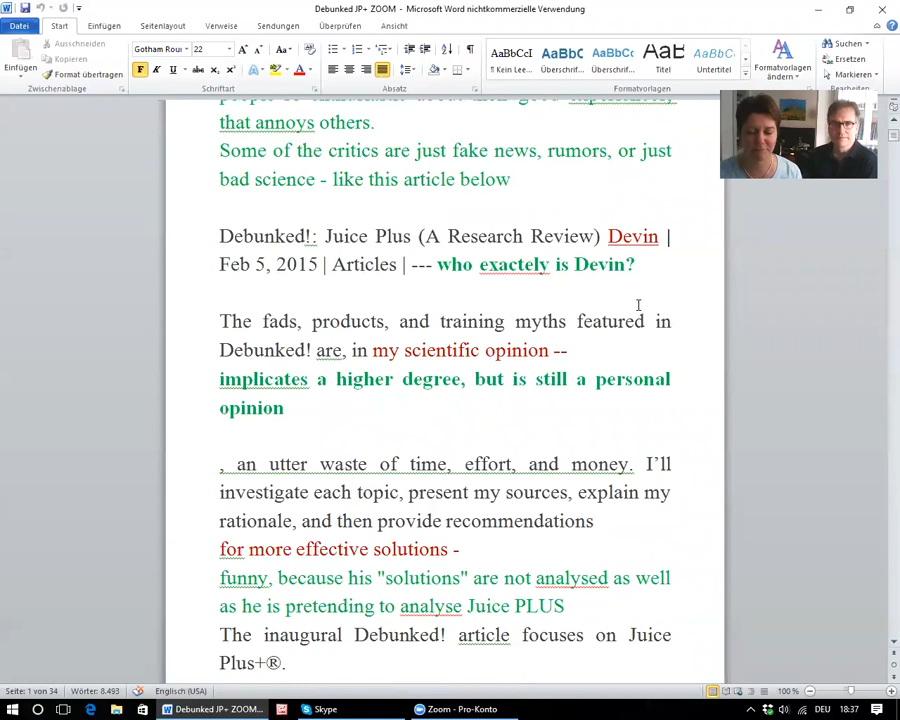 Debunked JP+ ZOOM - Microsoft Word nichtkommerzielle Verwendung
Datei Start Einfügen Seitenlayout Verweise Sendungen Überprüfen Ansicht
Einfügen
Ausschneiden
Kopieren
Format übertragen
Zwischenablage
Gotham Roun 22
F K U abc x₂ x²
Schriftart
Absatz
AaBbCcI AaBbC AaBbCc AaB AaBbCc
¶ Kein Leer... Überschrif... Überschrif... Titel Untertitel
Formatvorlagen ändern
Formatvorlagen
Suchen
Ersetzen
Markieren
Bearbeiten
that annoys others.
Some of the critics are just fake news, rumors, or just
bad science - like this article below
Debunked!: Juice Plus (A Research Review) Devin |
Feb 5, 2015 | Articles | --- who exactely is Devin?
The fads, products, and training myths featured in
Debunked! are, in my scientific opinion --
implicates a higher degree, but is still a personal
opinion
, an utter waste of time, effort, and money. I’ll
investigate each topic, present my sources, explain my
rationale, and then provide recommendations
for more effective solutions -
funny, because his "solutions" are not analysed as well
as he is pretending to analyse Juice PLUS
The inaugural Debunked! article focuses on Juice
Plus+®.
Seite: 1 von 34 Wörter: 8.493 Englisch (USA) 100 %
Debunked JP+ ZOOM... Skype Zoom - Pro-Konto DEU 18:37